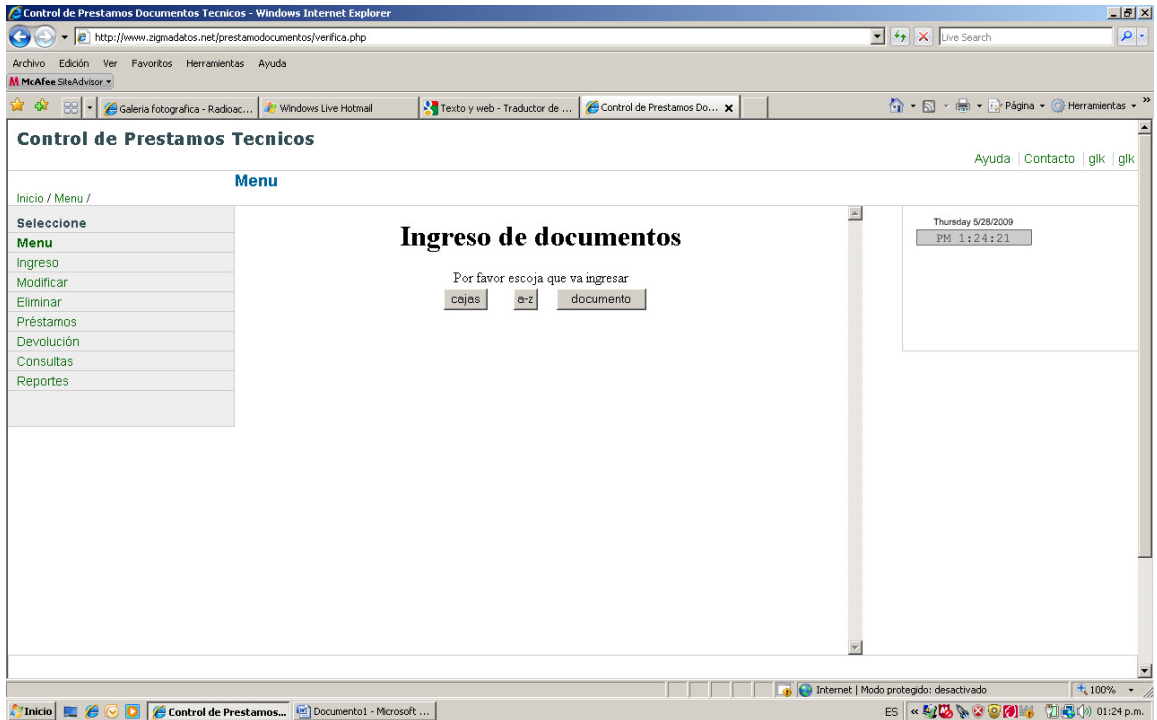 Control de Prestamos Documentos Tecnicos - Windows Internet Explorer
http://www.zigmadatos.net/prestamodocumentos/verifica.php
Live Search
Archivo Edición Ver Favoritos Herramientas Ayuda
McAfee SiteAdvisor
Galeria fotografica - Radioac... Windows Live Hotmail Texto y web - Traductor de ... Control de Prestamos Do... Página Herramientas
Control de Prestamos Tecnicos
Ayuda Contacto glk glk
Menu
Inicio / Menu /
Seleccione
Menu
Ingreso
Modificar
Eliminar
Préstamos
Devolución
Consultas
Reportes
Ingreso de documentos
Por favor escoja que va ingresar
cajas a-z documento
Thursday 5/28/2009
PM 1:24:21
Internet | Modo protegido: desactivado 100%
Inicio Control de Prestamos... Documento1 - Microsoft ... ES 01:24 p.m.